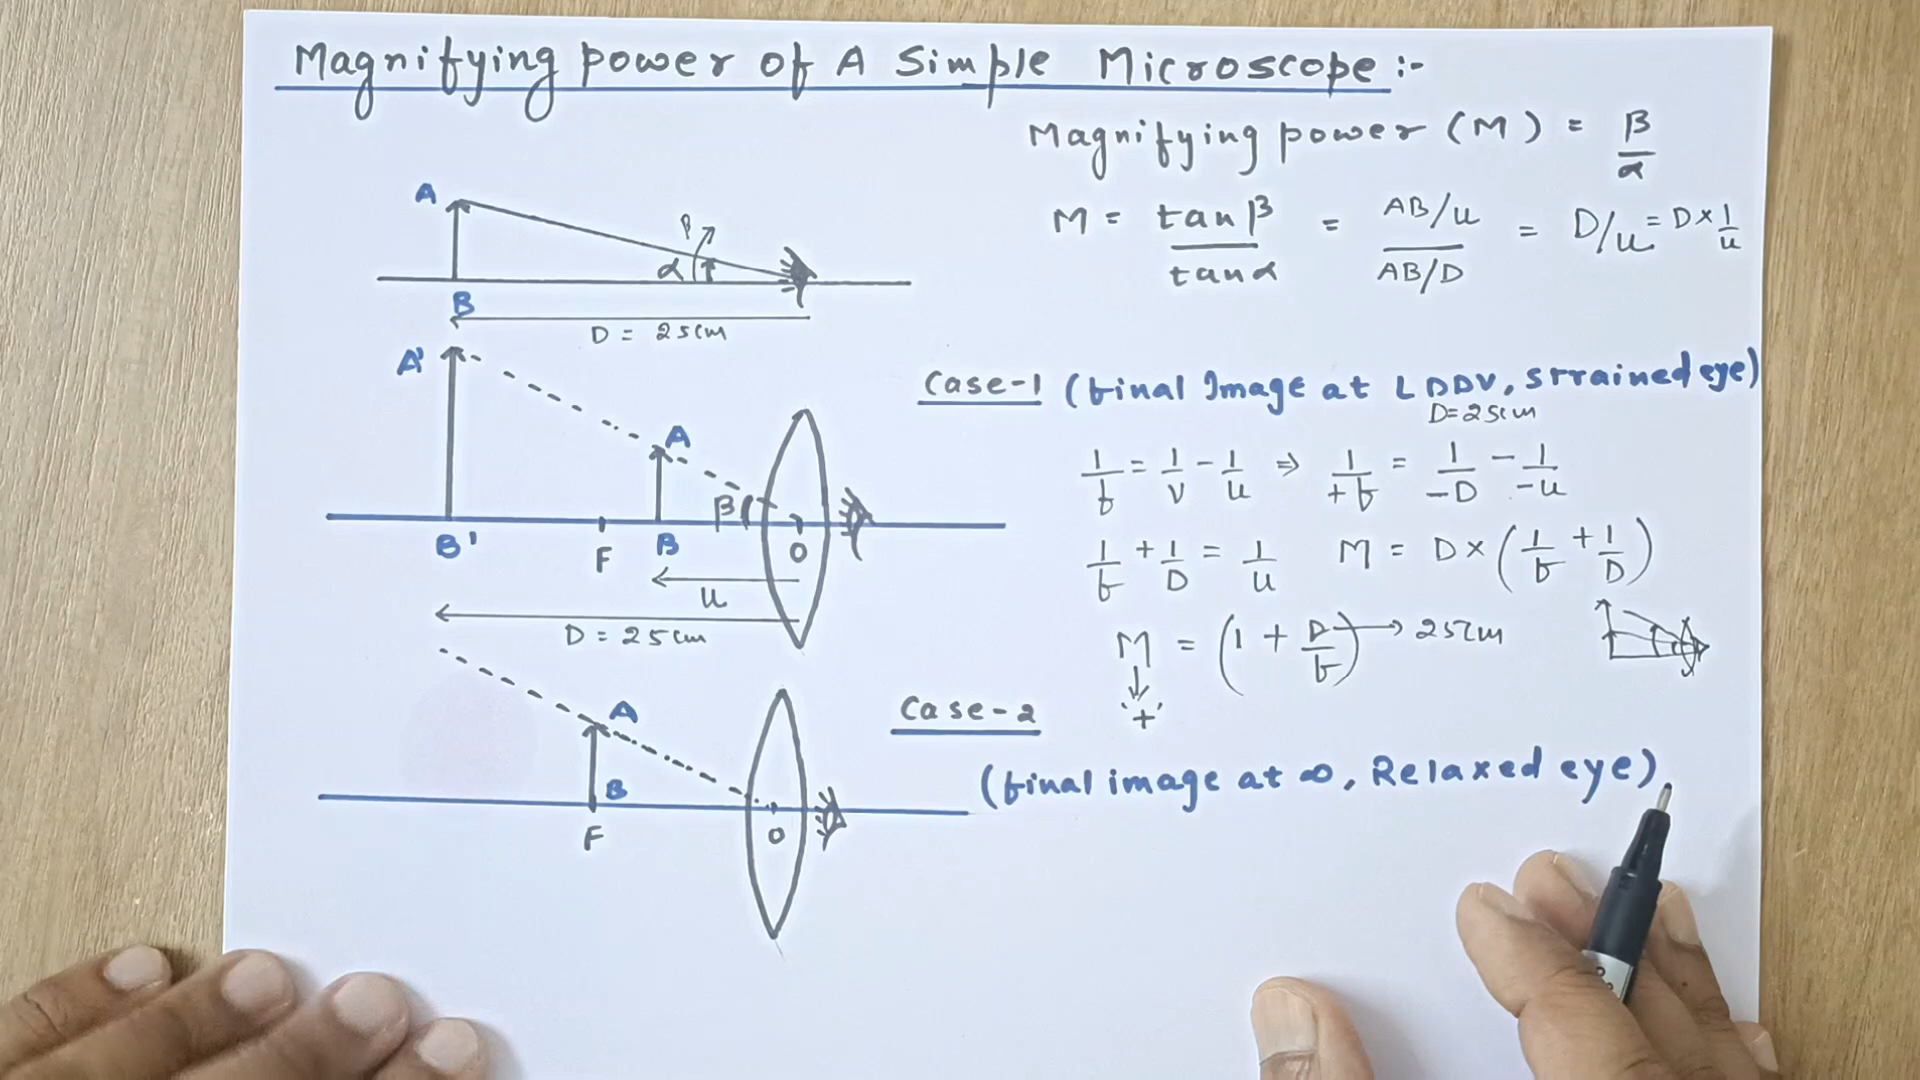 Magnifying power of A Simple Microscope :-
Magnifying power (M) = β/α
M = tan β / tan α = (AB/u) / (AB/D) = D/u = D × 1/u
A
β
α
B
D = 25cm
A'
A
β
B'
F
B
O
u
D = 25cm
Case-1 (final Image at LDDV, strained eye)
D=25cm
1/f = 1/v - 1/u ⇒ 1/+f = 1/-D - 1/-u
1/f + 1/D = 1/u M = D × (1/f + 1/D)
M = (1 + D/f) → 25cm
↓
'+'
Case-2
(final image at ∞, Relaxed eye)
A
B
F
O